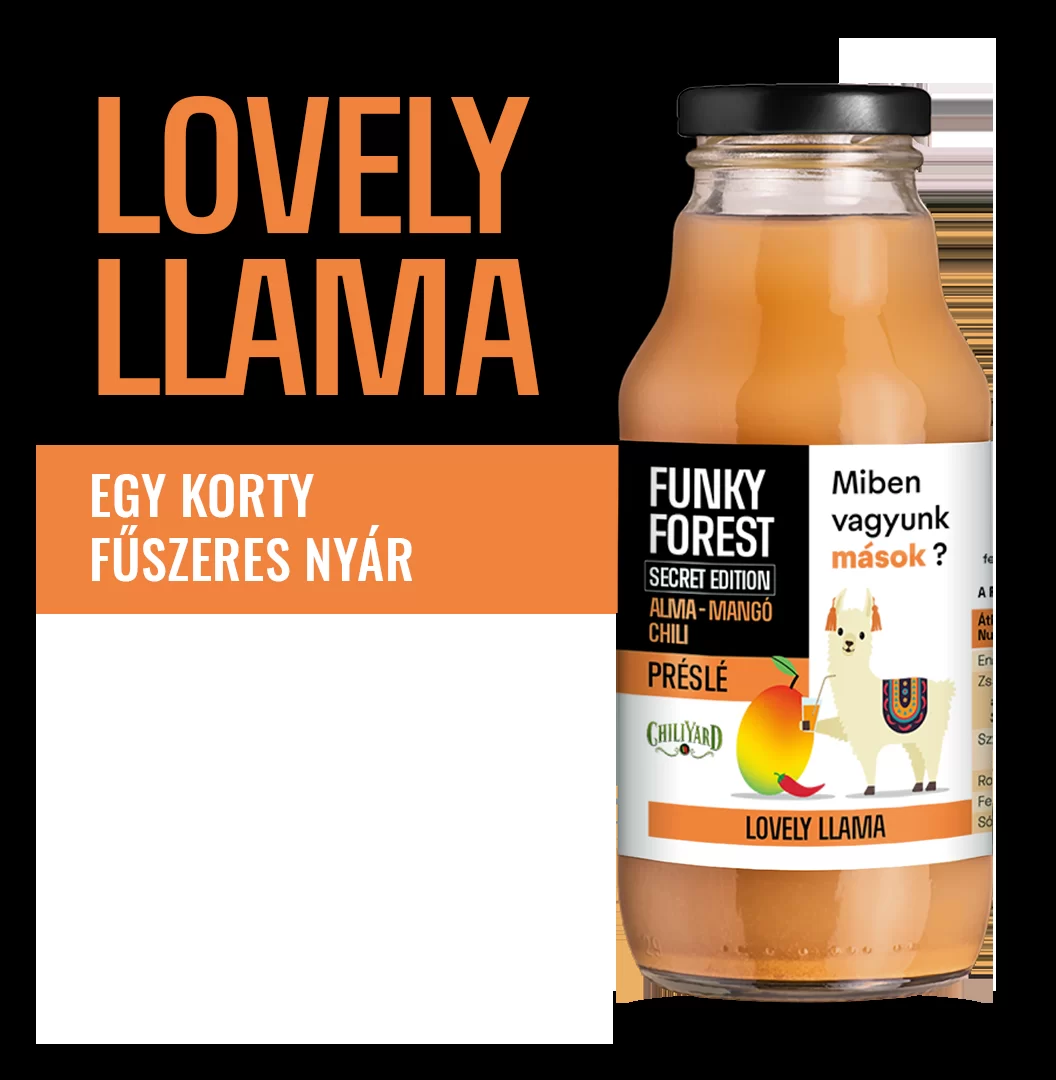 LOVELY
LLAMA
EGY KORTY
FŰSZERES NYÁR
FUNKY
FOREST
SECRET EDITION
ALMA-MANGÓ
CHILI
PRÉSLÉ
CHILIYARD
LOVELY LLAMA
Miben
vagyunk
mások?